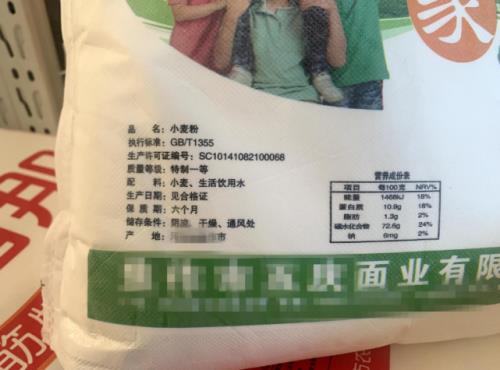 家
品 名：小麦粉
执行标准：GB/T1355
生产许可证编号：SC10141082100068
质量等级：特制一等
配 料：小麦、生活饮用水
生产日期：见合格证
保 质 期：六个月
储存条件：阴凉、干燥、通风处
产 地：
营养成份表
项目 每100克 NRV%
能量 1468kJ 18%
蛋白质 10.9g 18%
脂肪 1.3g 2%
碳水化合物 72.6g 24%
钠 6mg 2%
面业有限
筋